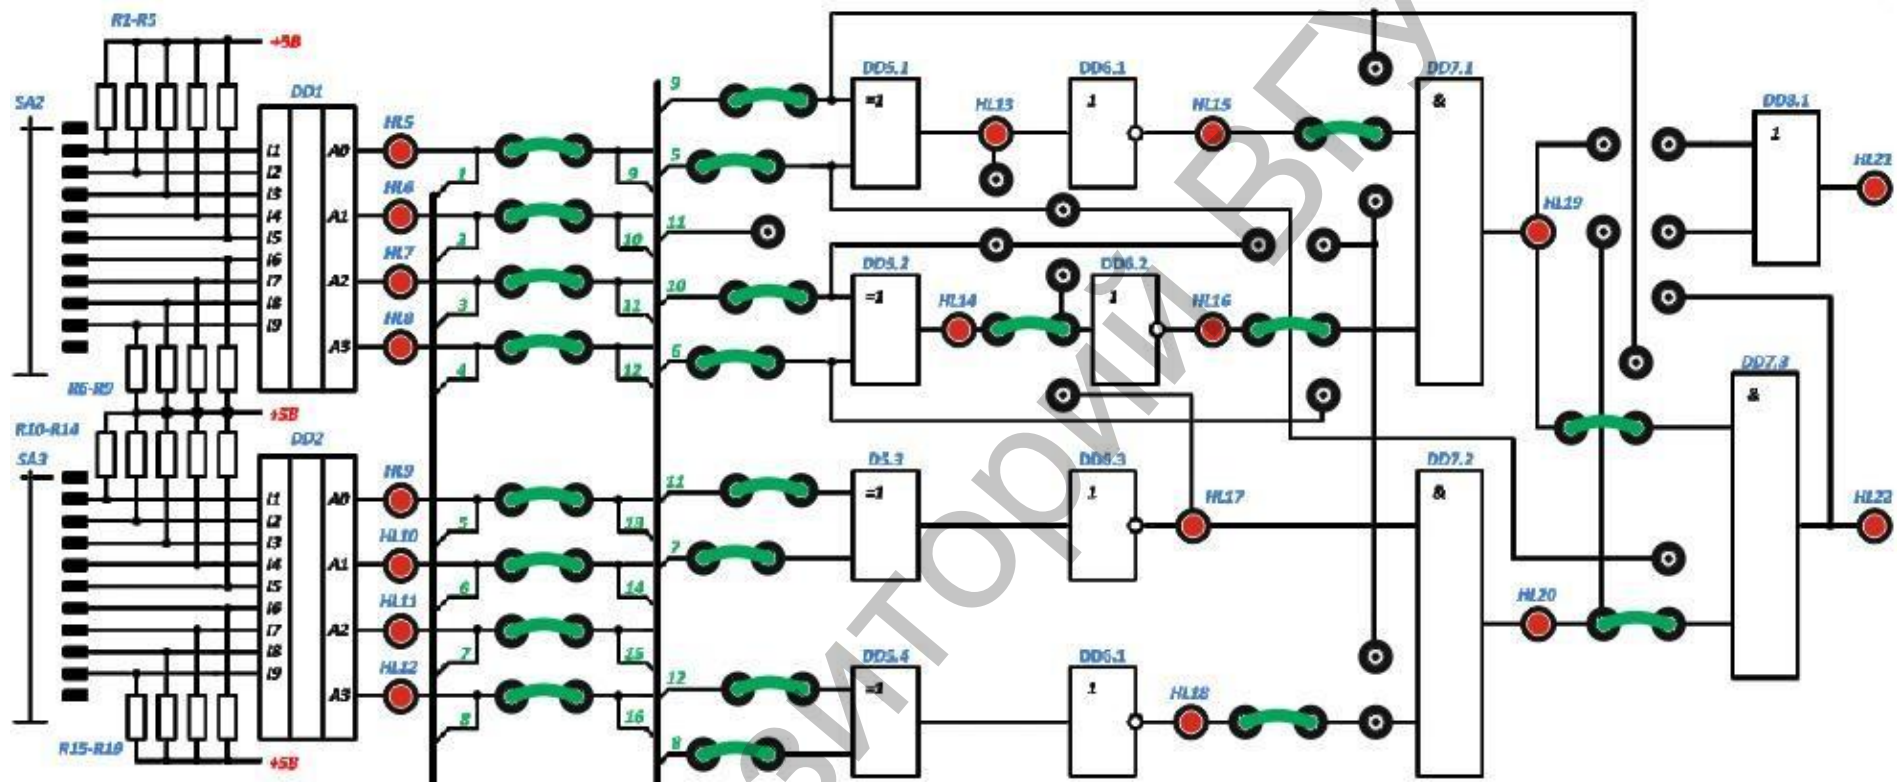 R1-R5
+5В
SA2
DD1
I1
I2
I3
I4
I5
I6
I7
I8
I9
A0
A1
A2
A3
HL5
HL6
HL7
HL8
1
2
3
4
9
10
11
12
R6-R9
+5В
R10-R14
SA3
DD2
I1
I2
I3
I4
I5
I6
I7
I8
I9
A0
A1
A2
A3
HL9
HL10
HL11
HL12
5
6
7
8
13
14
15
16
R15-R19
+5В
9
5
11
10
6
11
7
12
8
DD5.1
=1
HL13
DD6.1
1
HL15
DD7.1
&
DD5.2
=1
HL14
DD6.2
1
HL16
D5.3
=1
DD6.3
1
HL17
DD7.2
&
DD5.4
=1
DD6.1
1
HL18
HL19
HL20
DD8.1
1
HL21
DD7.3
&
HL22
зиторий ВГУ